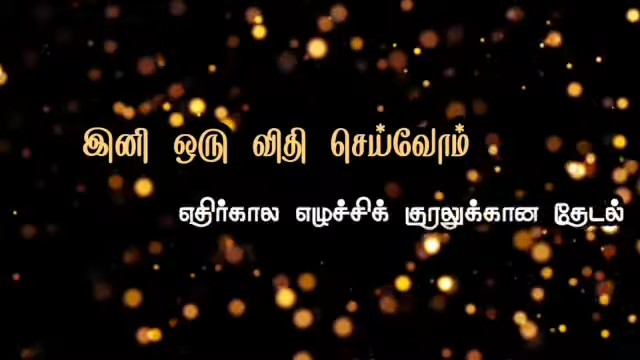 இனி ஒரு விதி செய்வோம்
எதிர்கால எழுச்சிக் குரலுக்கான தேடல்